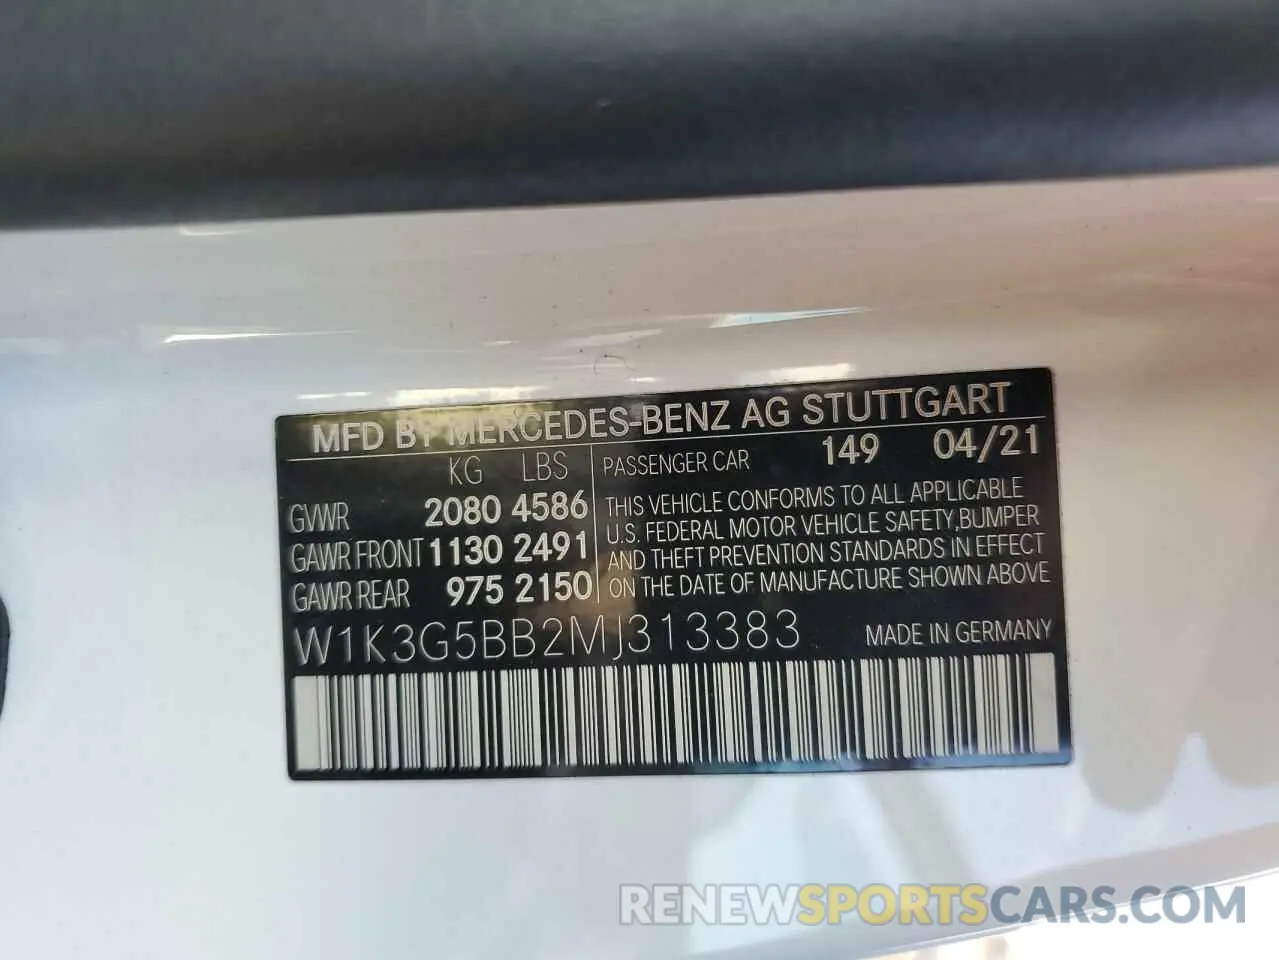 MFD BY MERCEDES-BENZ AG STUTTGART
KG LBS PASSENGER CAR 149 04/21
GVWR 2080 4586
GAWR FRONT 1130 2491
GAWR REAR 975 2150
THIS VEHICLE CONFORMS TO ALL APPLICABLE
U.S. FEDERAL MOTOR VEHICLE SAFETY,BUMPER
AND THEFT PREVENTION STANDARDS IN EFFECT
ON THE DATE OF MANUFACTURE SHOWN ABOVE
W1K3G5BB2MJ313383 MADE IN GERMANY
RENEWSPORTSCARS.COM